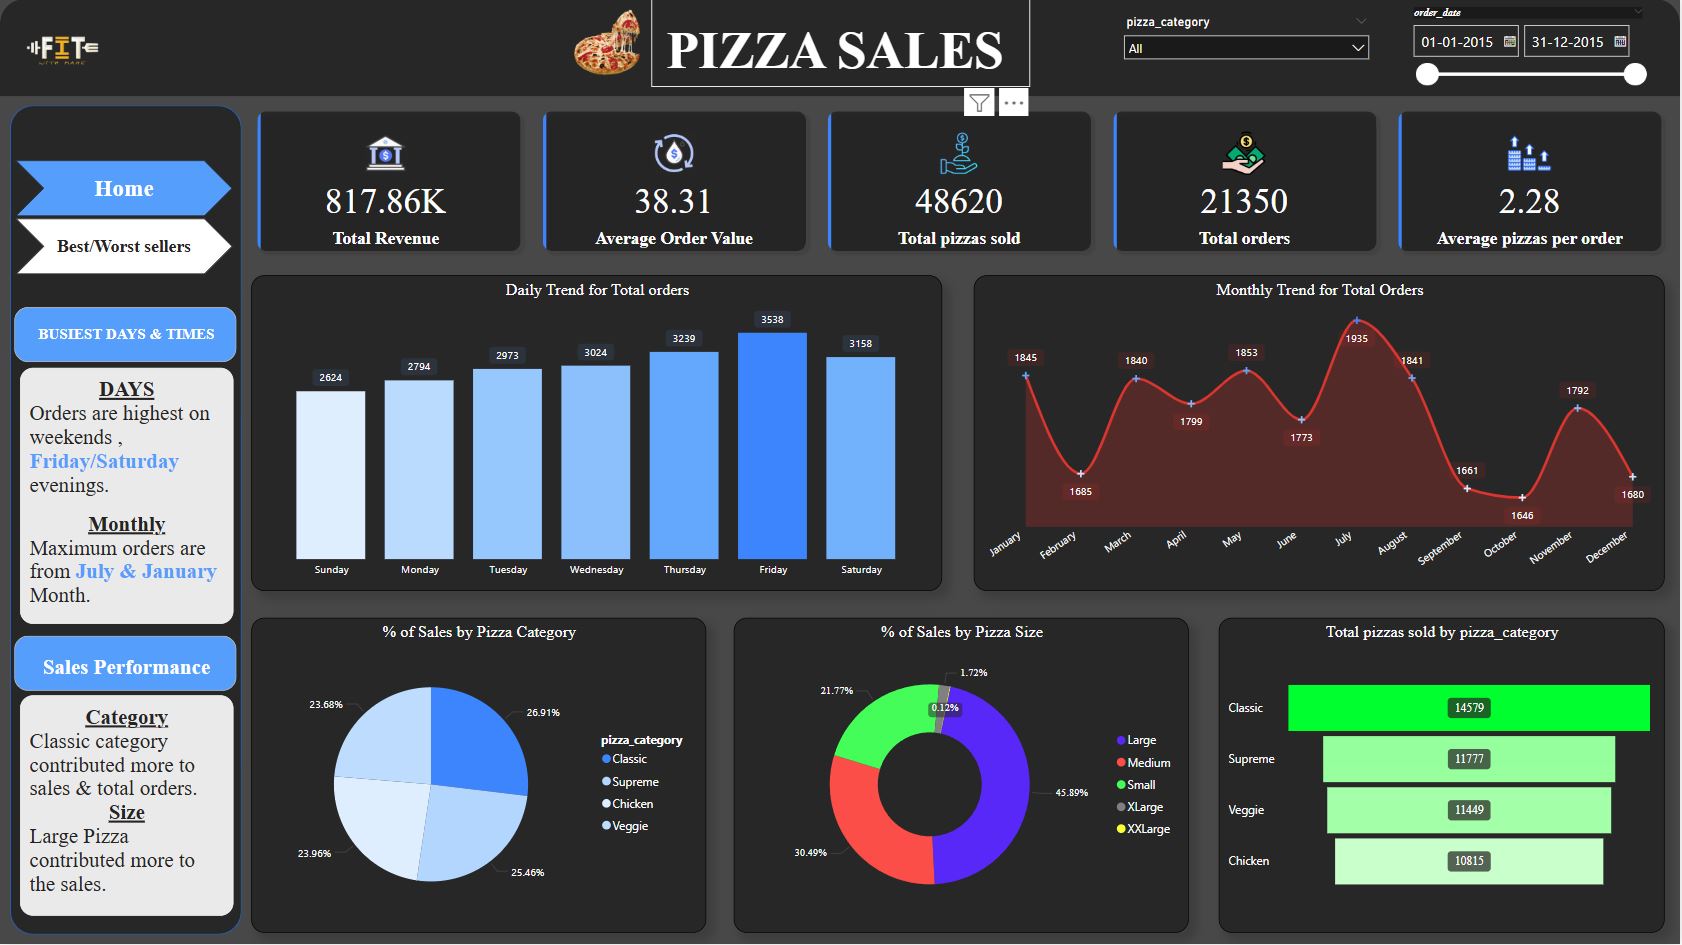 FIT
PIZZA SALES
pizza_category
All
order_date
01-01-2015
31-12-2015
Home
Best/Worst sellers
BUSIEST DAYS & TIMES
DAYS
Orders are highest on
weekends ,
Friday/Saturday
evenings.
Monthly
Maximum orders are
from July & January
Month.
Sales Performance
Category
Classic category
contributed more to
sales & total orders.
Size
Large Pizza
contributed more to
the sales.
817.86K
Total Revenue
38.31
Average Order Value
48620
Total pizzas sold
21350
Total orders
2.28
Average pizzas per order
Daily Trend for Total orders
2624
2794
2973
3024
3239
3538
3158
Sunday
Monday
Tuesday
Wednesday
Thursday
Friday
Saturday
Monthly Trend for Total Orders
1845
1685
1840
1799
1853
1773
1935
1841
1661
1646
1792
1680
January
February
March
April
May
June
July
August
September
October
November
December
% of Sales by Pizza Category
23.68%
26.91%
23.96%
25.46%
pizza_category
Classic
Supreme
Chicken
Veggie
% of Sales by Pizza Size
1.72%
21.77%
0.12%
45.89%
30.49%
Large
Medium
Small
XLarge
XXLarge
Total pizzas sold by pizza_category
Classic 14579
Supreme 11777
Veggie 11449
Chicken 10815